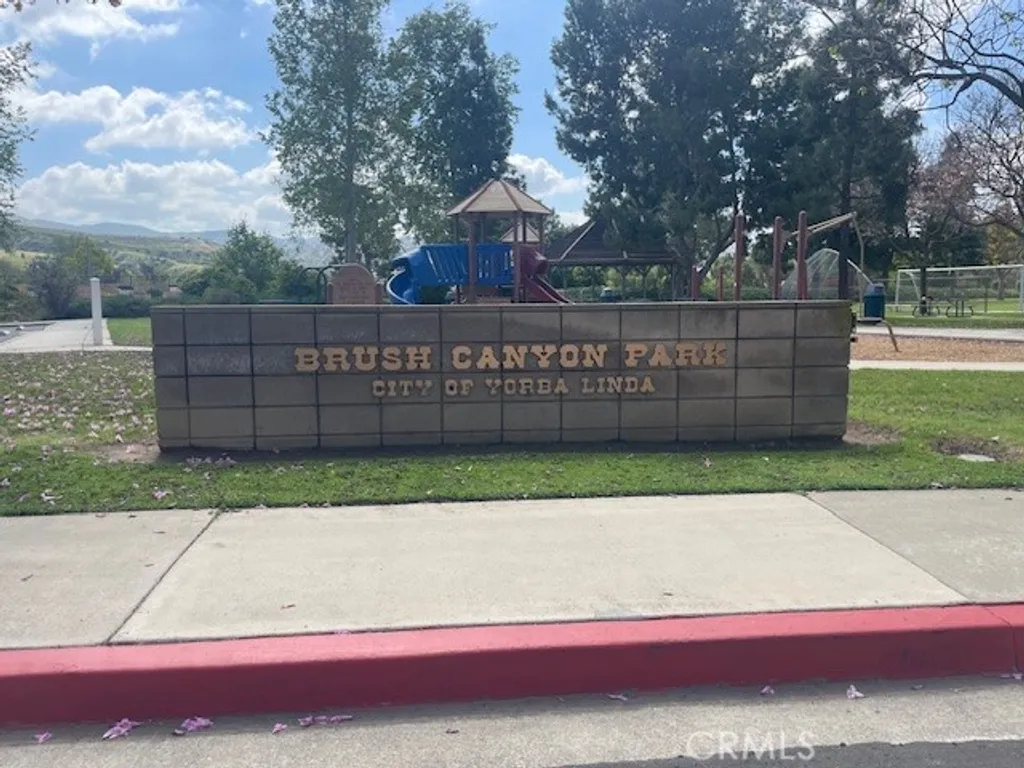 BRUSH CANYON PARK
CITY OF YORBA LINDA
CRMLS